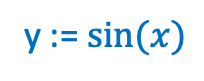 y := sin(x)